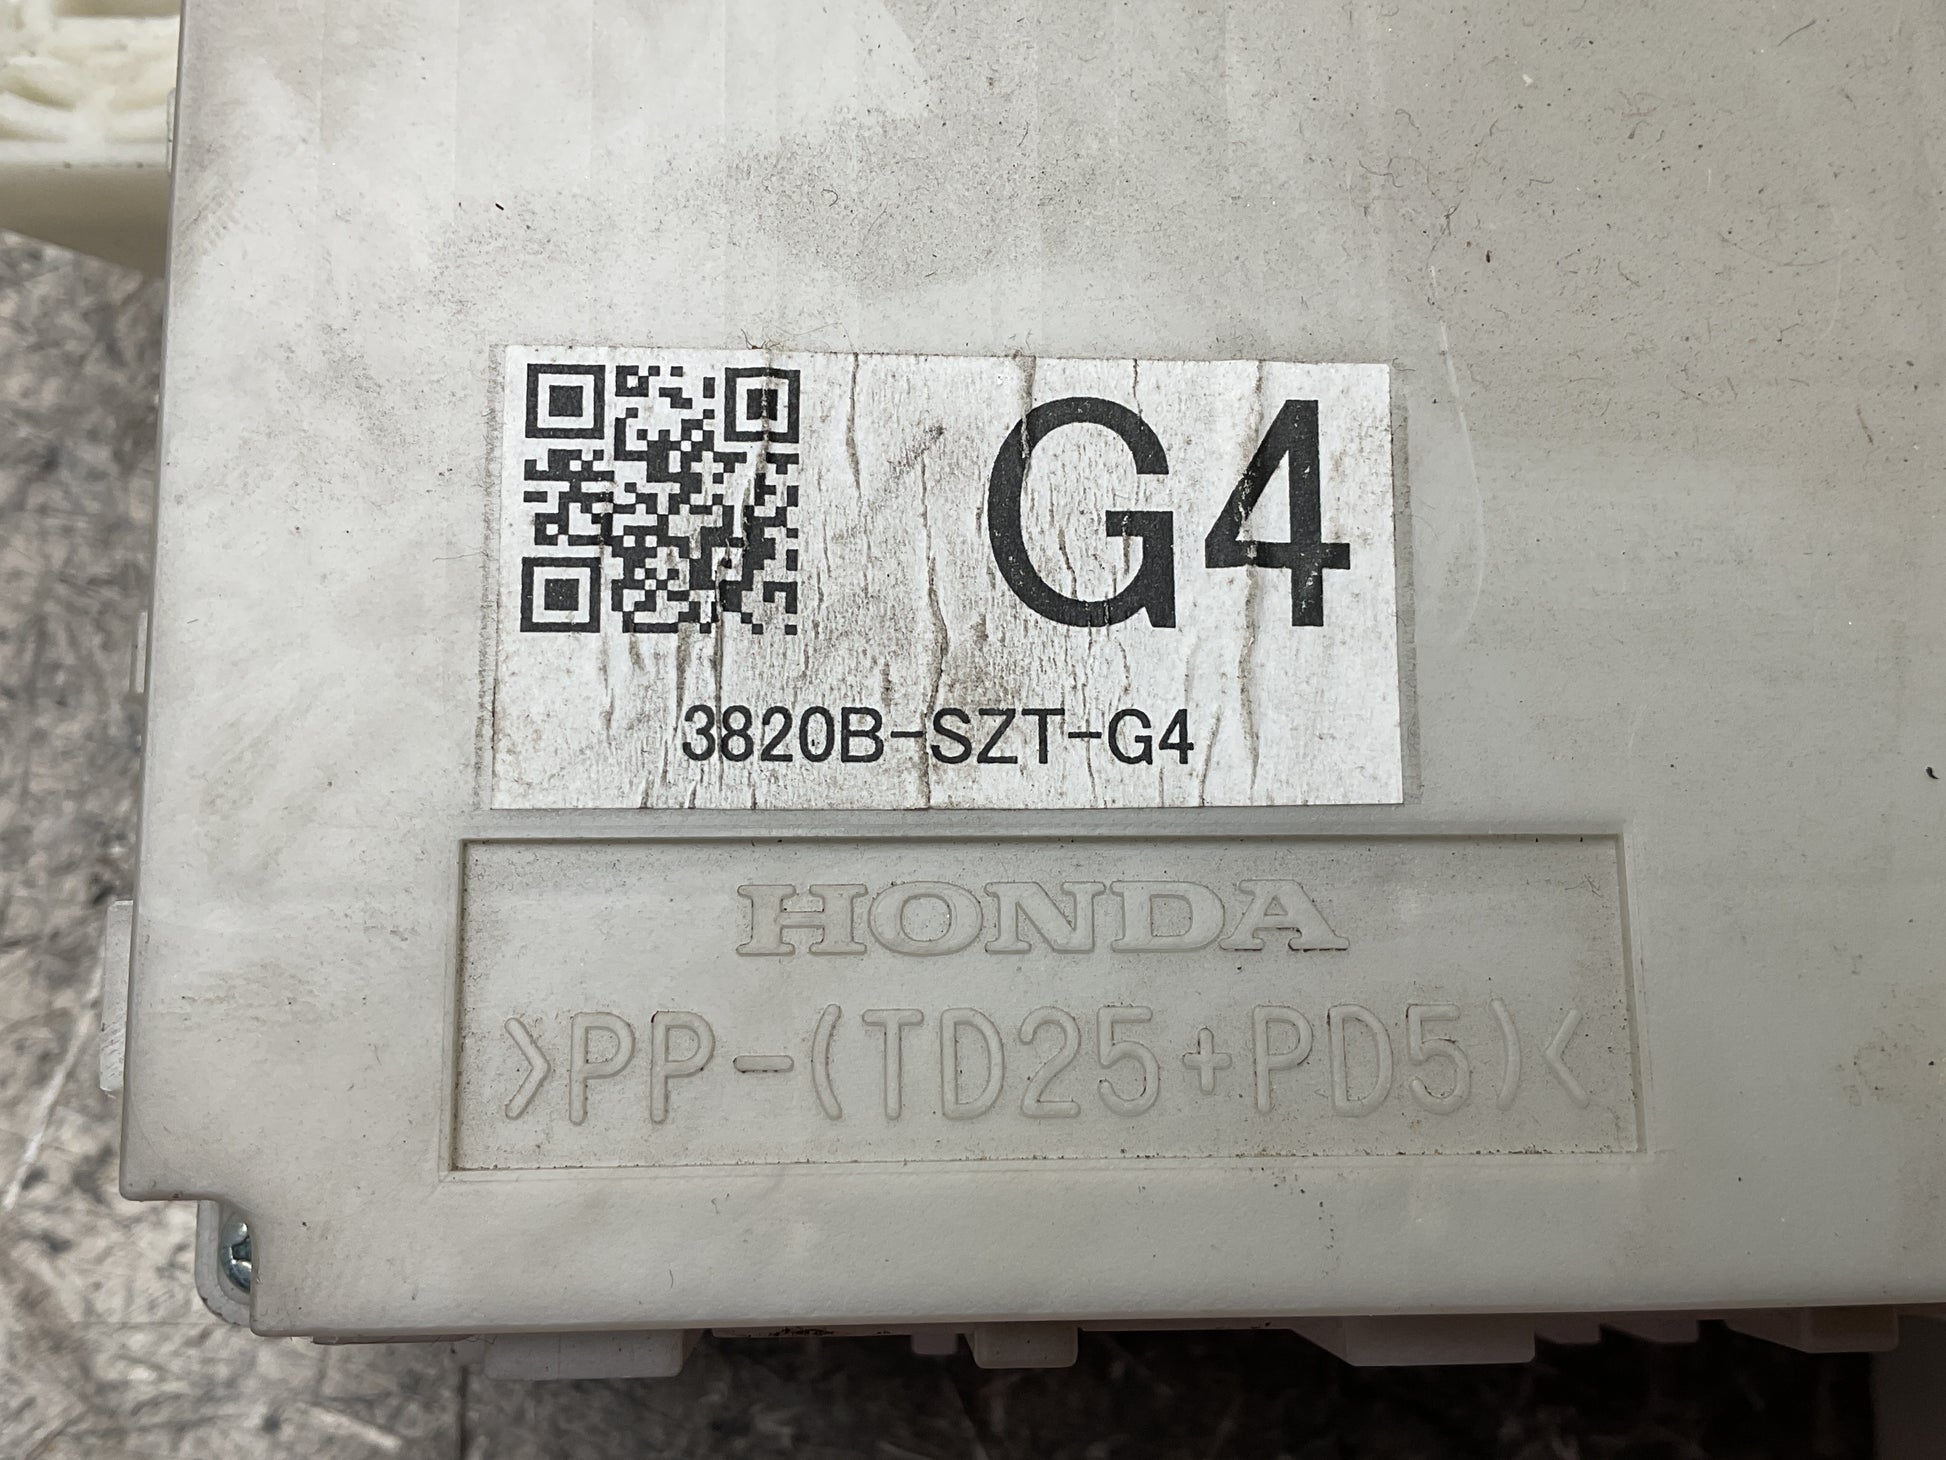 G4
3820B-SZT-G4
HONDA
>PP-(TD25+PD5)<